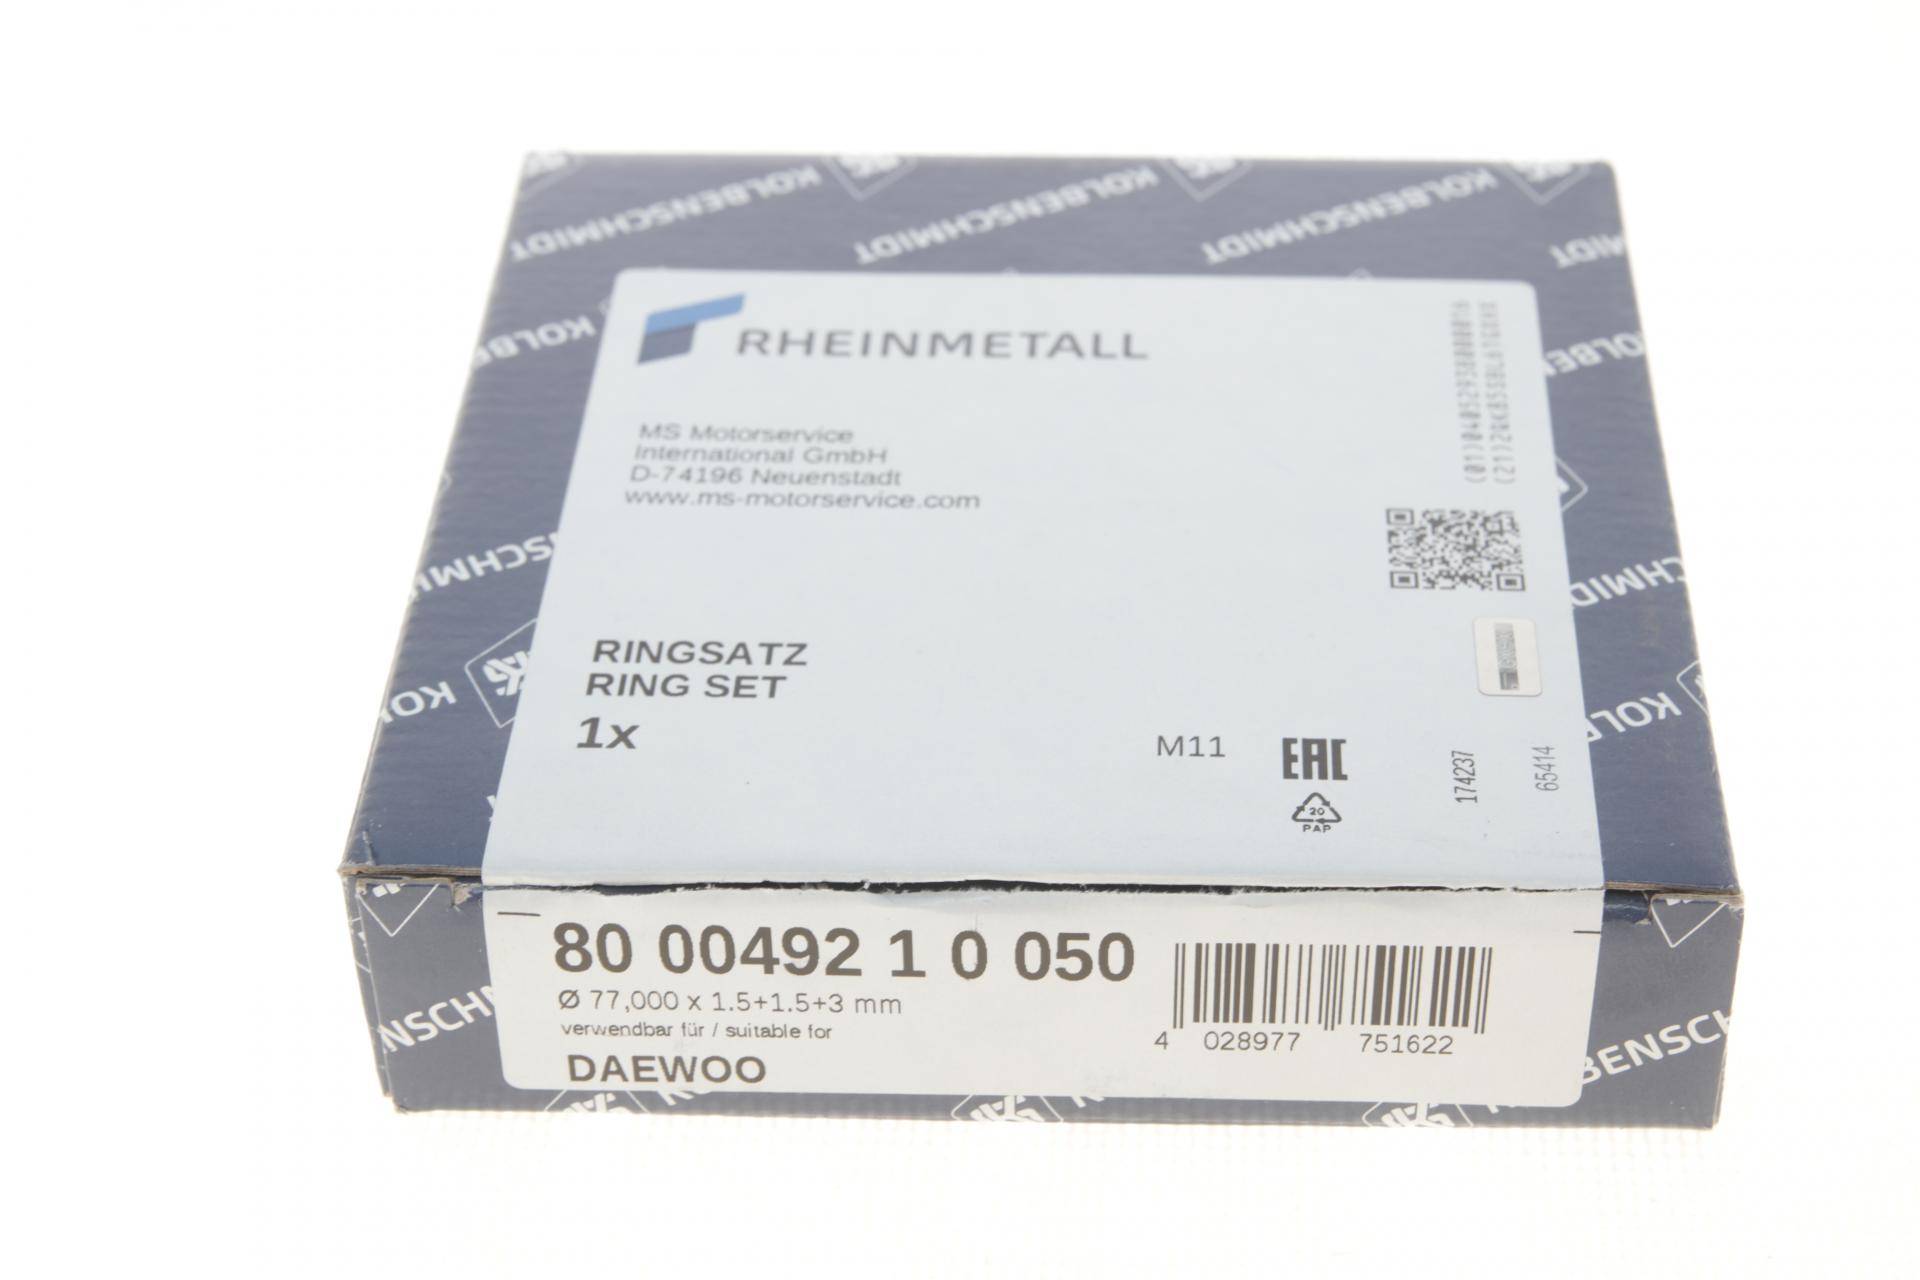 KOLBENSCHMIDT
KOLBENSCHMIDT
KOLBENSCHMIDT
RHEINMETALL
MS Motorservice
International GmbH
D-74196 Neuenstadt
www.ms-motorservice.com
RINGSATZ
RING SET
1x
M11
EAC
20
PAP
174237
65414
80 00492 1 0 050
Ø 77,000 x 1.5+1.5+3 mm
verwendbar für / suitable for
DAEWOO
4 028977 751622